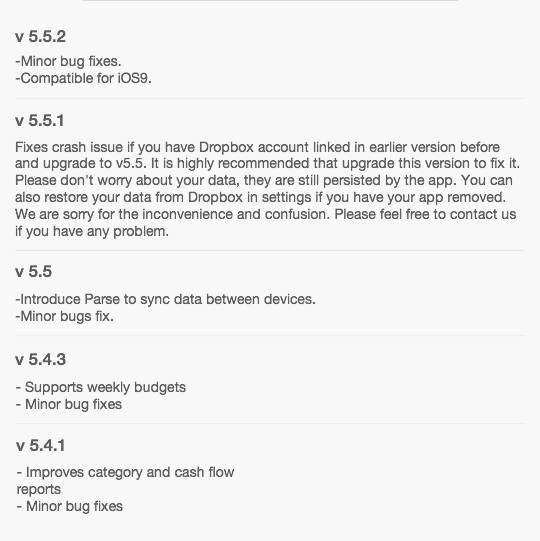 v 5.5.2
-Minor bug fixes.
-Compatible for iOS9.
v 5.5.1
Fixes crash issue if you have Dropbox account linked in earlier version before
and upgrade to v5.5. It is highly recommended that upgrade this version to fix it.
Please don't worry about your data, they are still persisted by the app. You can
also restore your data from Dropbox in settings if you have your app removed.
We are sorry for the inconvenience and confusion. Please feel free to contact us
if you have any problem.
v 5.5
-Introduce Parse to sync data between devices.
-Minor bugs fix.
v 5.4.3
- Supports weekly budgets
- Minor bug fixes
v 5.4.1
- Improves category and cash flow
reports
- Minor bug fixes